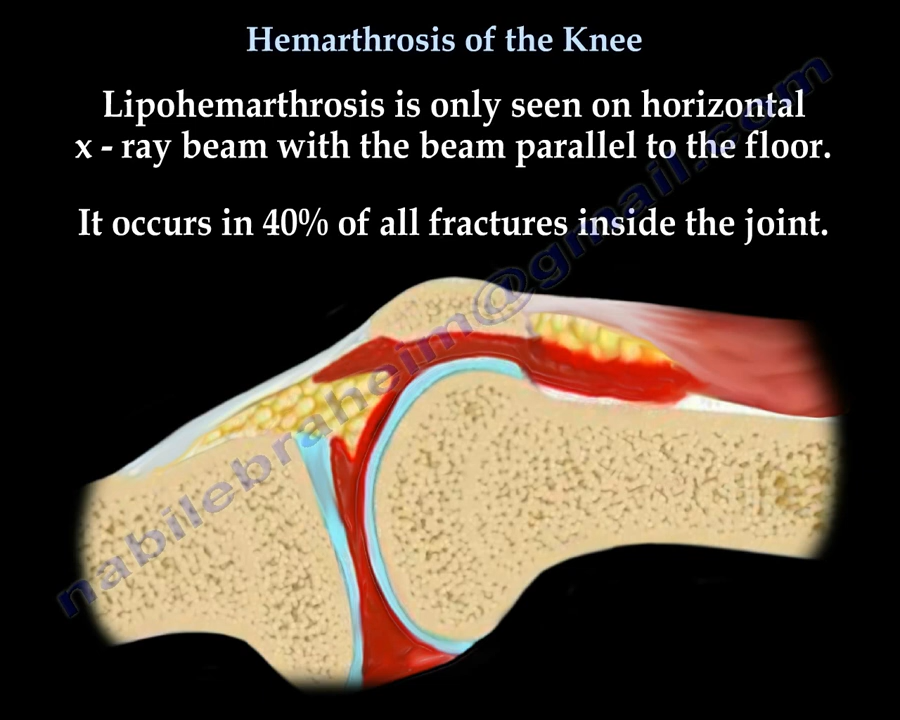 Hemarthrosis of the Knee
Lipohemarthrosis is only seen on horizontal
x - ray beam with the beam parallel to the floor.
It occurs in 40% of all fractures inside the joint.
nabilebraheim@gmail.com